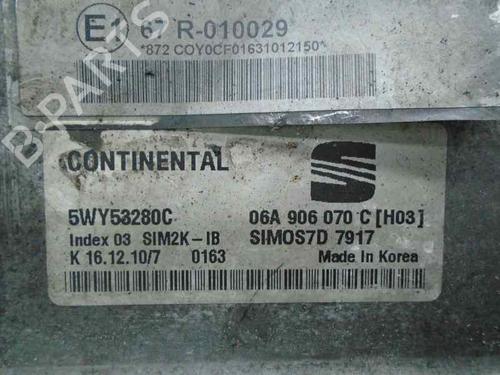 E1 67 R-010029
*872 COY0CF01631012150*
B-PARTS
CONTINENTAL
5WY53280C 06A 906 070 C [H03]
Index 03 SIM2K-IB SIMOS7D 7917
K 16.12.10/7 0163 Made In Korea